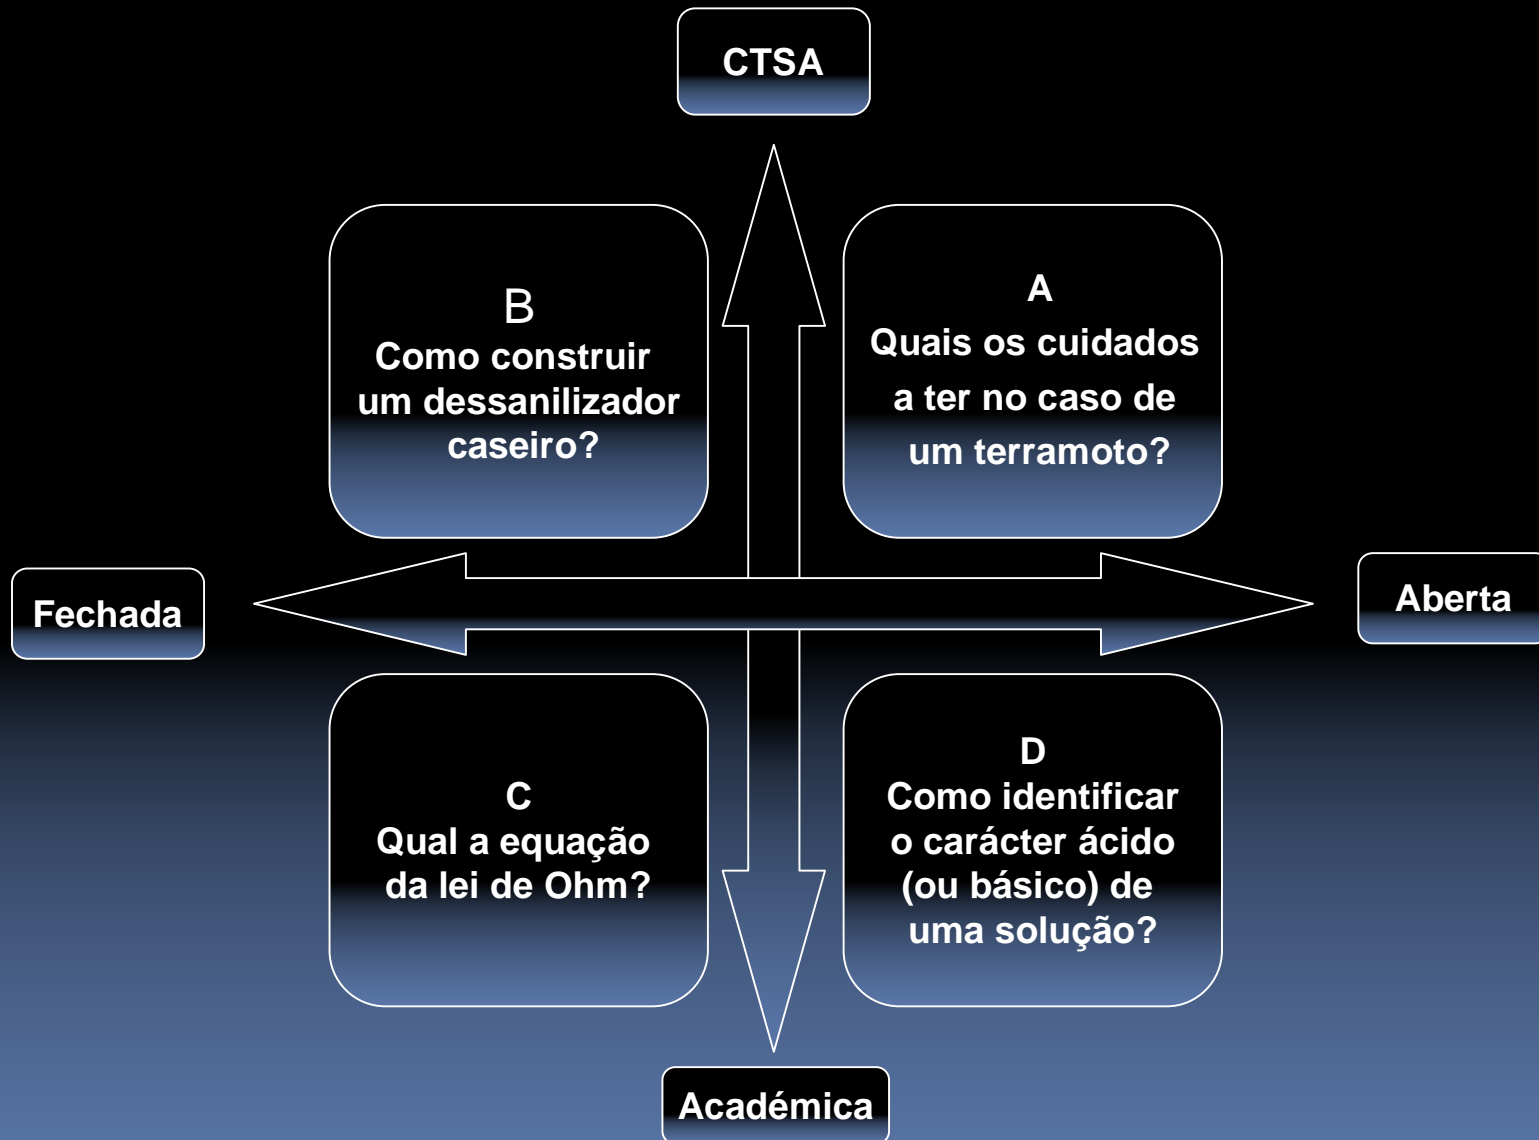 CTSA
B
Como construir
um dessanilizador
caseiro?
A
Quais os cuidados
a ter no caso de
um terramoto?
Fechada
Aberta
C
Qual a equação
da lei de Ohm?
D
Como identificar
o carácter ácido
(ou básico) de
uma solução?
Académica